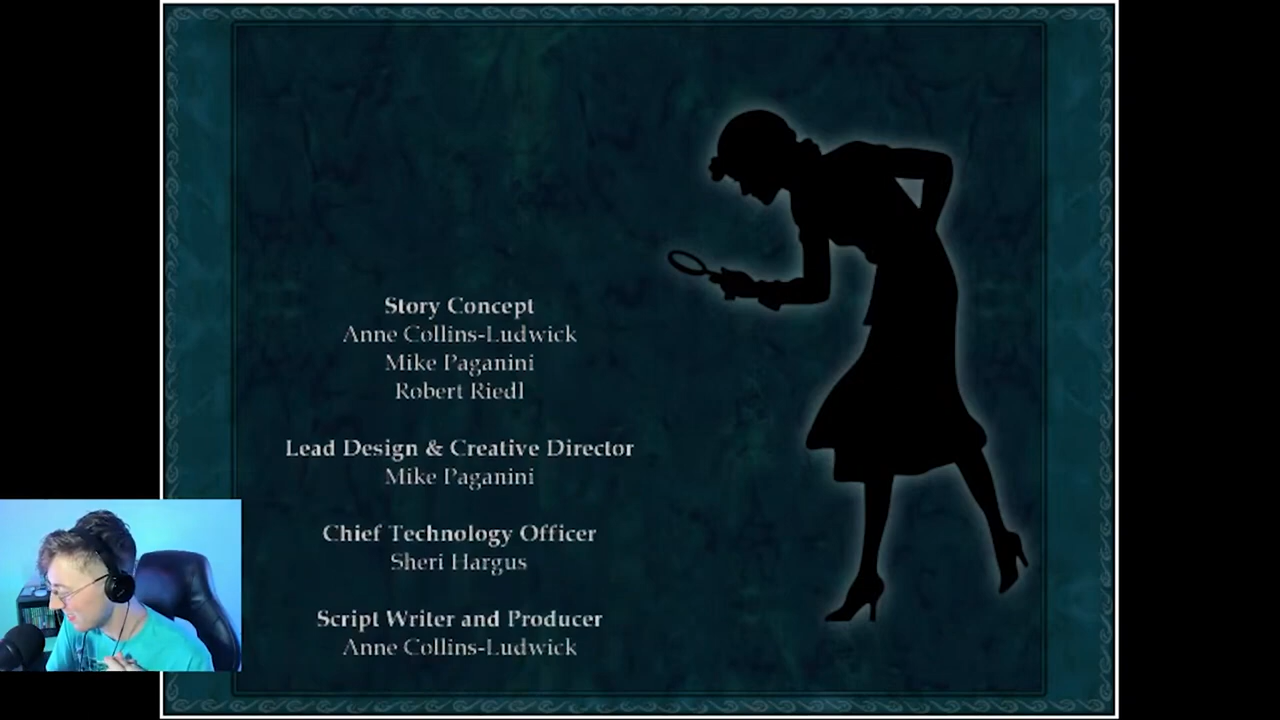 Story Concept
Anne Collins-Ludwick
Mike Paganini
Robert Riedl
Lead Design & Creative Director
Mike Paganini
Chief Technology Officer
Sheri Hargus
Script Writer and Producer
Anne Collins-Ludwick